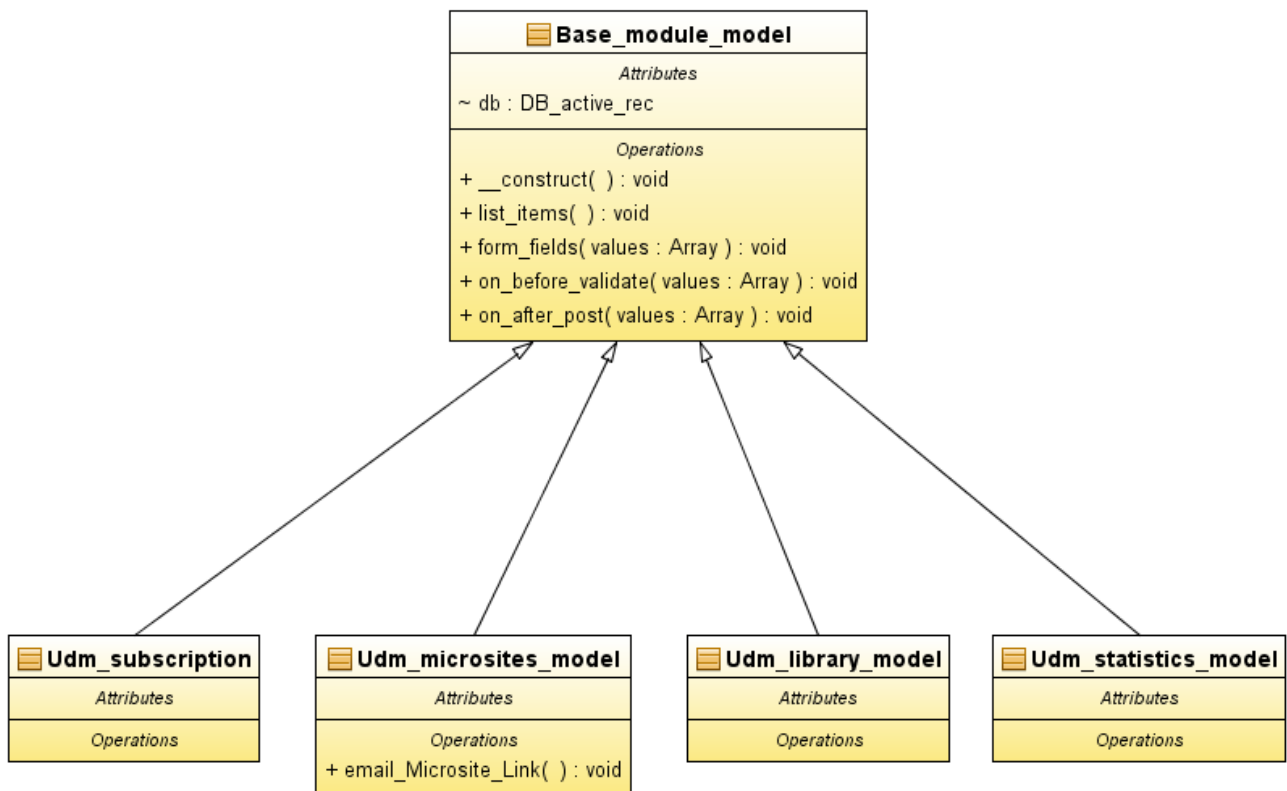 Base_module_model
Attributes
~ db : DB_active_rec
Operations
+ __construct( ) : void
+ list_items( ) : void
+ form_fields( values : Array ) : void
+ on_before_validate( values : Array ) : void
+ on_after_post( values : Array ) : void
Udm_subscription
Attributes
Operations
Udm_microsites_model
Attributes
Operations
+ email_Microsite_Link( ) : void
Udm_library_model
Attributes
Operations
Udm_statistics_model
Attributes
Operations